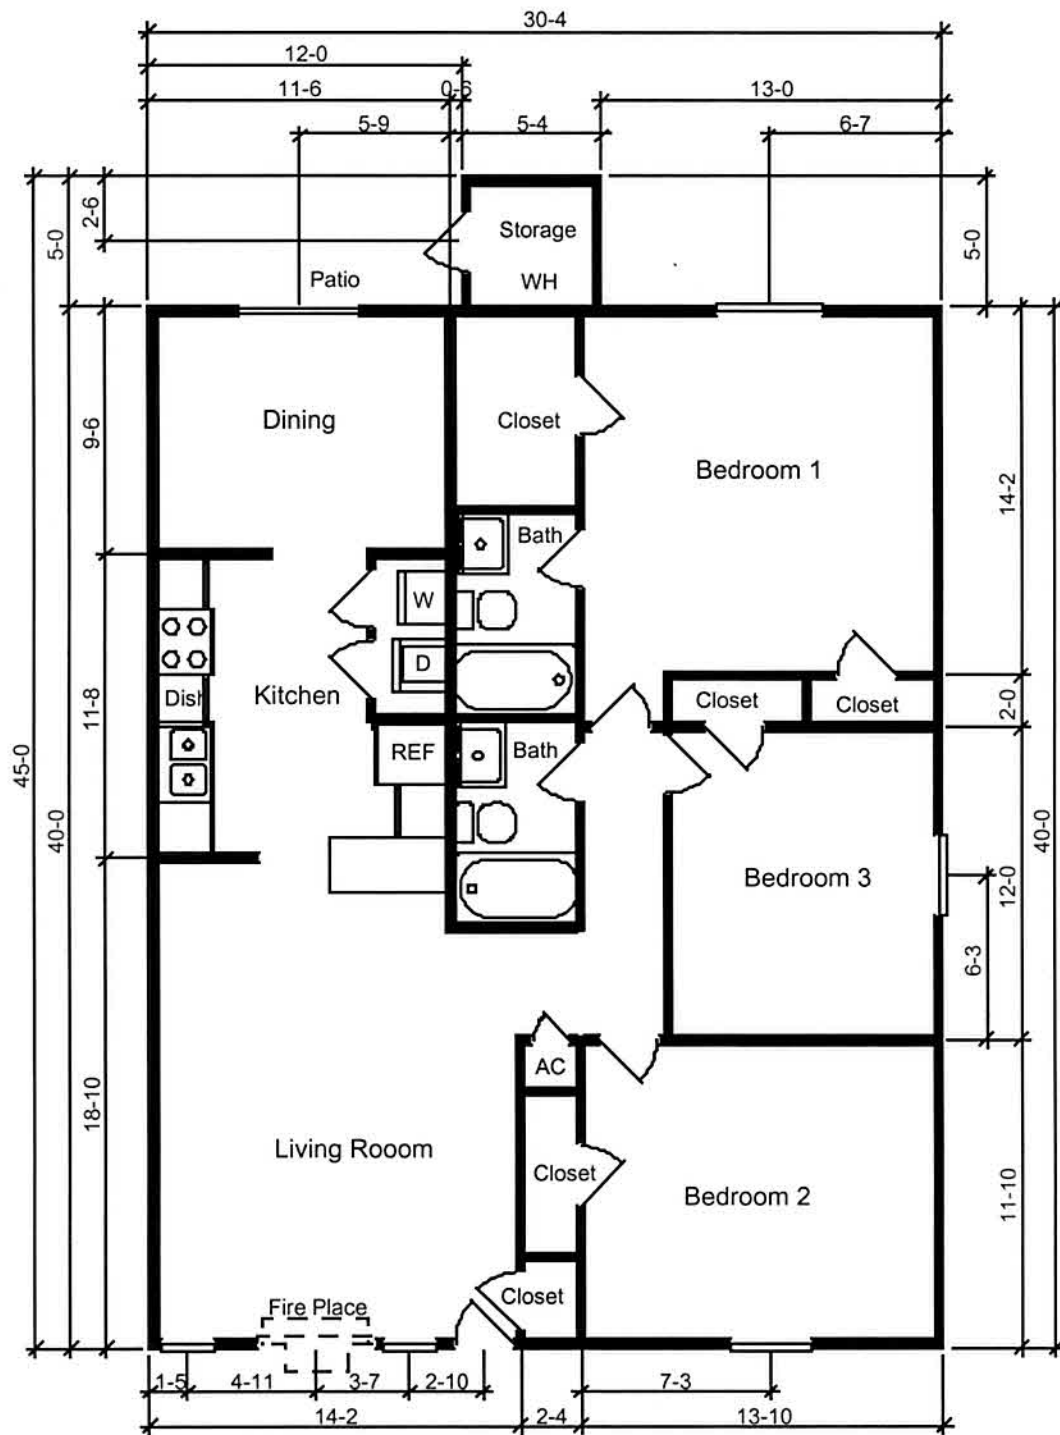 30-4
12-0
11-6
0-6
13-0
5-9
5-4
6-7
2-6
5-0
5-0
Storage
WH
Patio
9-6
Dining
Closet
Bedroom 1
14-2
Bath
W
D
Kitchen
Dish
11-8
Closet
Closet
2-0
REF
Bath
45-0
40-0
40-0
Bedroom 3
12-0
6-3
AC
18-10
Living Rooom
Closet
Bedroom 2
11-10
Closet
Fire Place
1-5
4-11
3-7
2-10
7-3
14-2
2-4
13-10